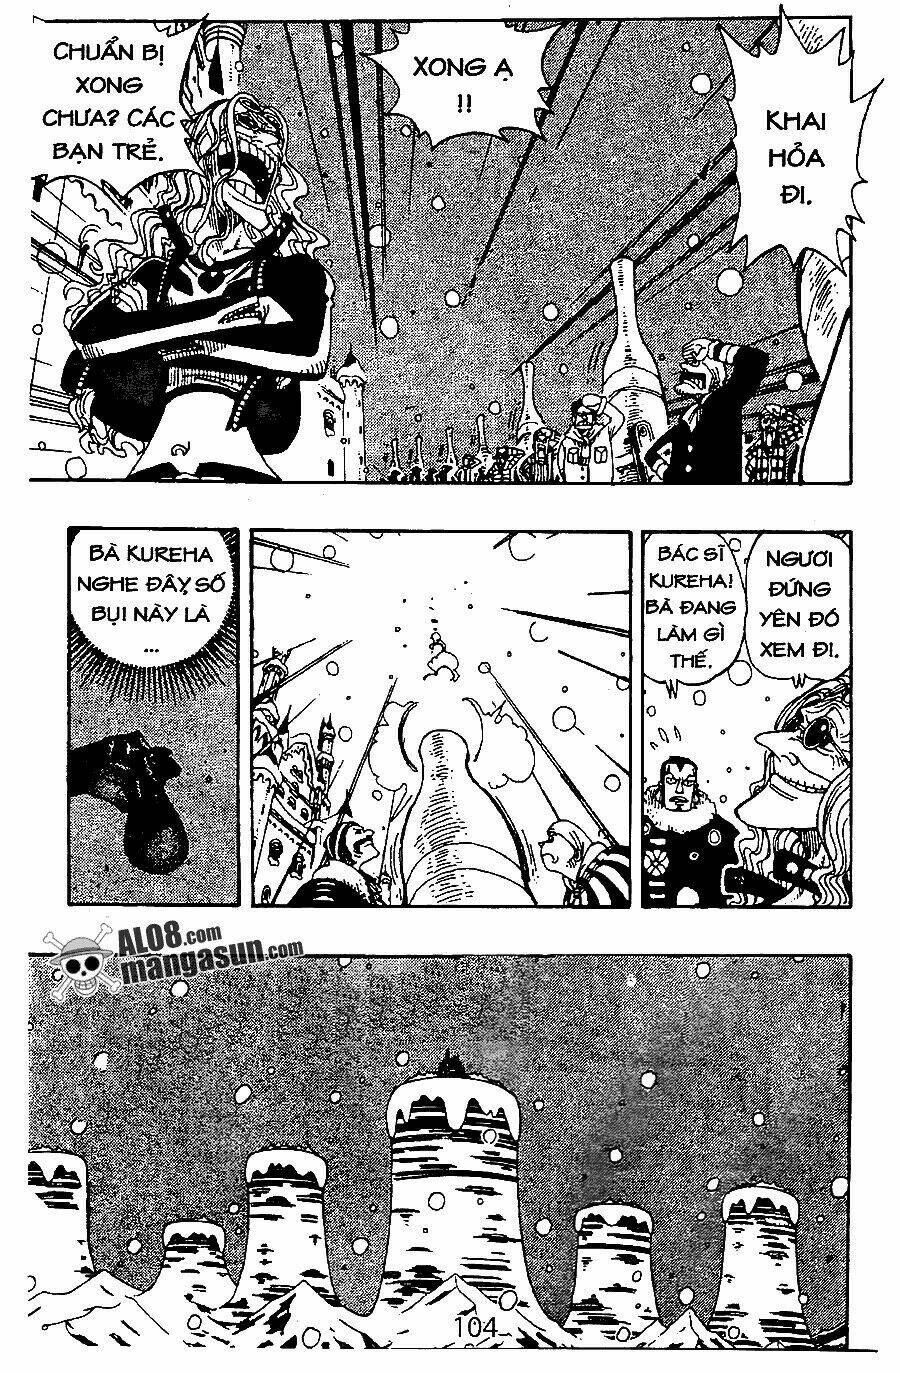 CHUẨN BỊ
XONG
CHƯA? CÁC
BẠN TRẺ.
XONG Ạ
!!
KHAI
HỎA
ĐI.
BÀ KUREHA
NGHE ĐÂY, SỐ
BỤI NÀY LÀ
...
BÁC SĨ
KUREHA!
BÀ ĐANG
LÀM GÌ
THẾ.
NGƯƠI
ĐỨNG
YÊN ĐÓ
XEM ĐI.
AL08.com
mangasun.com
104